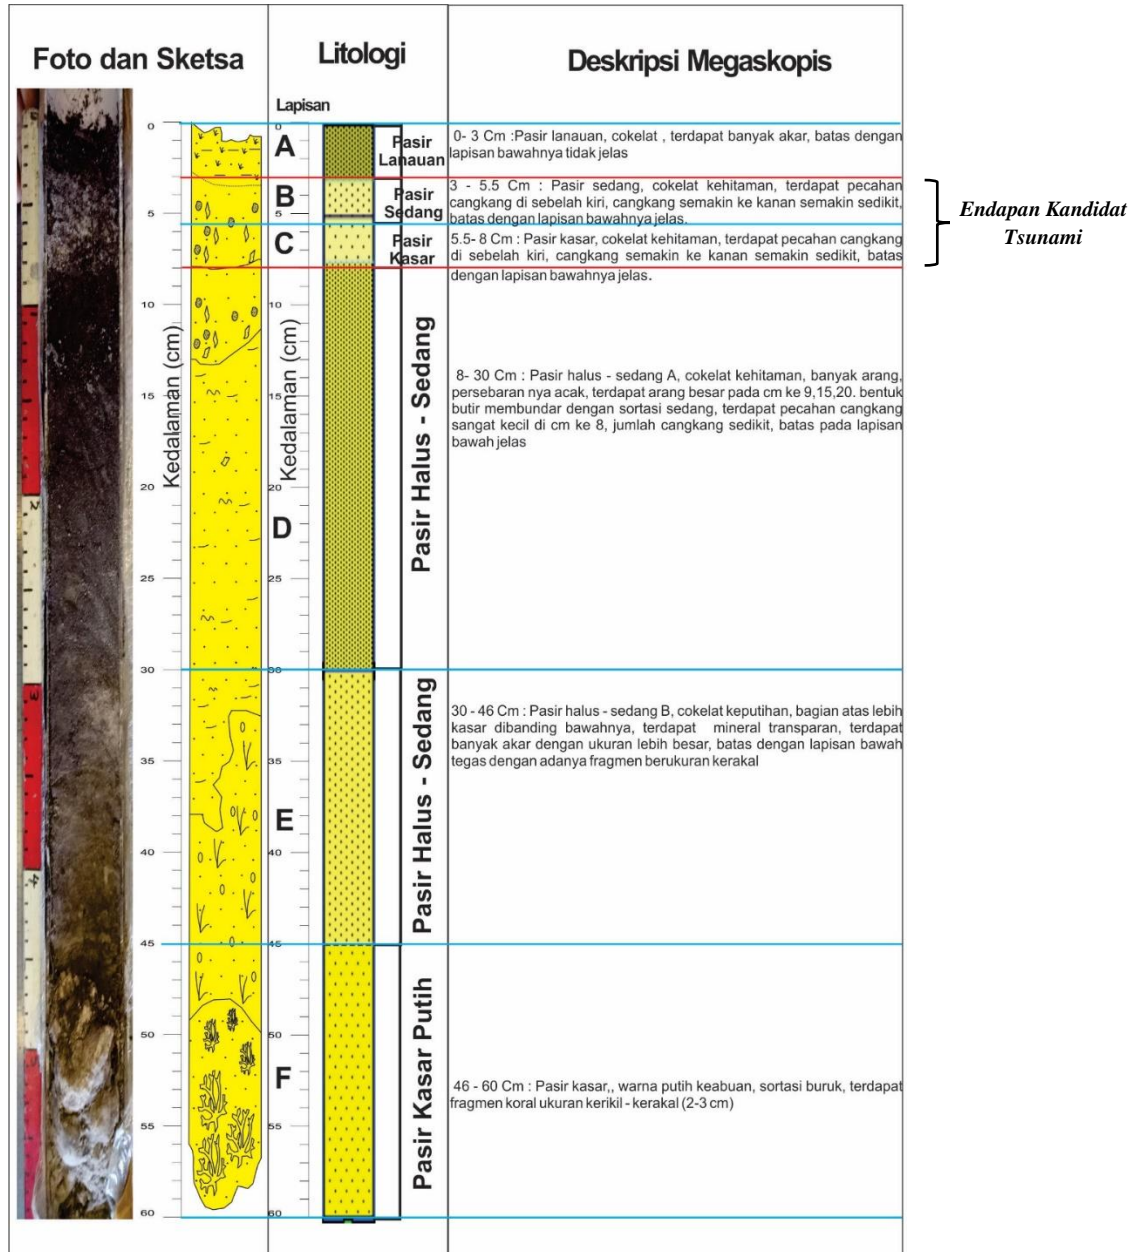 Foto dan Sketsa
Litologi
Deskripsi Megaskopis
Lapisan
0
5
10
15
20
25
30
35
40
45
50
55
60
Kedalaman (cm)
0
5
10
15
20
25
30
35
40
45
50
55
60
Kedalaman (cm)
A
Pasir
Lanauan
0- 3 Cm :Pasir lanauan, cokelat , terdapat banyak akar, batas dengan
lapisan bawahnya tidak jelas
B
Pasir
Sedang
3 - 5.5 Cm : Pasir sedang, cokelat kehitaman, terdapat pecahan
cangkang di sebelah kiri, cangkang semakin ke kanan semakin sedikit,
batas dengan lapisan bawahnya jelas.
C
Pasir
Kasar
5.5- 8 Cm : Pasir kasar, cokelat kehitaman, terdapat pecahan cangkang
di sebelah kiri, cangkang semakin ke kanan semakin sedikit, batas
dengan lapisan bawahnya jelas.
Endapan Kandidat
Tsunami
D
Pasir Halus - Sedang
8- 30 Cm : Pasir halus - sedang A, cokelat kehitaman, banyak arang,
persebaran nya acak, terdapat arang besar pada cm ke 9,15,20. bentuk
butir membundar dengan sortasi sedang, terdapat pecahan cangkang
sangat kecil di cm ke 8, jumlah cangkang sedikit, batas pada lapisan
bawah jelas
E
Pasir Halus - Sedang
30 - 46 Cm : Pasir halus - sedang B, cokelat keputihan, bagian atas lebih
kasar dibanding bawahnya, terdapat mineral transparan, terdapat
banyak akar dengan ukuran lebih besar, batas dengan lapisan bawah
tegas dengan adanya fragmen berukuran kerakal
F
Pasir Kasar Putih
46 - 60 Cm : Pasir kasar,, warna putih keabuan, sortasi buruk, terdapat
fragmen koral ukuran kerikil - kerakal (2-3 cm)